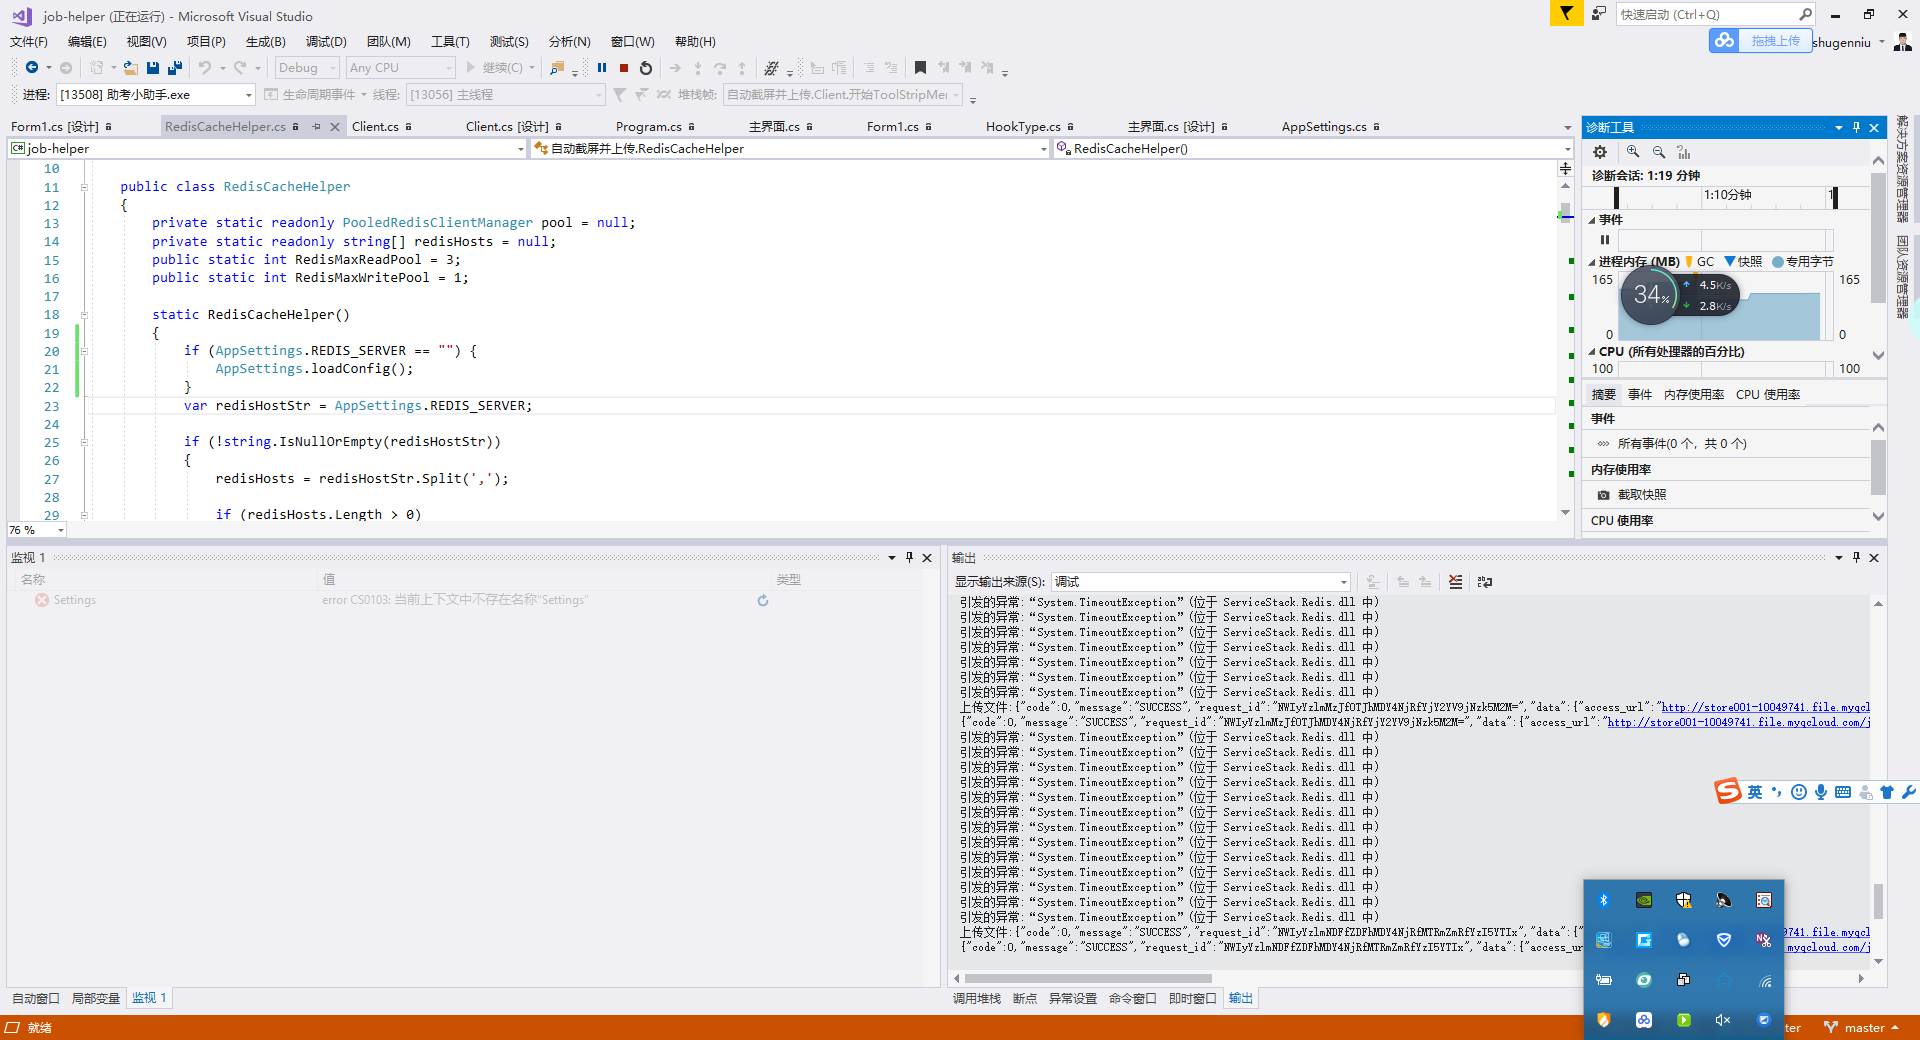 job-helper (正在运行) - Microsoft Visual Studio
快速启动 (Ctrl+Q)
文件(F) 编辑(E) 视图(V) 项目(P) 生成(B) 调试(D) 团队(M) 工具(T) 测试(S) 分析(N) 窗口(W) 帮助(H)
拖拽上传
shugenniu
Debug Any CPU 继续(C)
进程: [13508] 助考小助手.exe 生命周期事件 线程: [13056] 主线程 堆栈帧: 自动截屏并上传.Client.开始ToolStripMe
Form1.cs [设计] RedisCacheHelper.cs Client.cs Client.cs [设计] Program.cs 主界面.cs Form1.cs HookType.cs 主界面.cs [设计] AppSettings.cs
job-helper 自动截屏并上传.RedisCacheHelper RedisCacheHelper()
10
11 public class RedisCacheHelper
12 {
13 private static readonly PooledRedisClientManager pool = null;
14 private static readonly string[] redisHosts = null;
15 public static int RedisMaxReadPool = 3;
16 public static int RedisMaxWritePool = 1;
17
18 static RedisCacheHelper()
19 {
20 if (AppSettings.REDIS_SERVER == "") {
21 AppSettings.loadConfig();
22 }
23 var redisHostStr = AppSettings.REDIS_SERVER;
24
25 if (!string.IsNullOrEmpty(redisHostStr))
26 {
27 redisHosts = redisHostStr.Split(',');
28
29 if (redisHosts.Length > 0)
76 %
诊断工具
诊断会话: 1:19 分钟
1:10分钟 1
事件
进程内存 (MB) GC 快照 专用字节
165 165
34% 4.5K/s
2.8K/s
0 0
CPU (所有处理器的百分比)
100 100
摘要 事件 内存使用率 CPU 使用率
事件
所有事件(0 个，共 0 个)
内存使用率
截取快照
CPU 使用率
解决方案资源管理器
团队资源管理器
监视 1
名称 值 类型
Settings error CS0103: 当前上下文中不存在名称"Settings"
自动窗口 局部变量 监视 1
输出
显示输出来源(S): 调试
引发的异常:“System.TimeoutException”(位于 ServiceStack.Redis.dll 中)
引发的异常:“System.TimeoutException”(位于 ServiceStack.Redis.dll 中)
引发的异常:“System.TimeoutException”(位于 ServiceStack.Redis.dll 中)
引发的异常:“System.TimeoutException”(位于 ServiceStack.Redis.dll 中)
引发的异常:“System.TimeoutException”(位于 ServiceStack.Redis.dll 中)
引发的异常:“System.TimeoutException”(位于 ServiceStack.Redis.dll 中)
引发的异常:“System.TimeoutException”(位于 ServiceStack.Redis.dll 中)
上传文件:{"code":0,"message":"SUCCESS","request_id":"NWIyYzlmMzJfOTJhMDY4NjRfYjY2YV9jNzk5M2M=","data":{"access_url":"http://store001-10049741.file.myqcl
{"code":0,"message":"SUCCESS","request_id":"NWIyYzlmMzJfOTJhMDY4NjRfYjY2YV9jNzk5M2M=","data":{"access_url":"http://store001-10049741.file.myqcloud.com/j
引发的异常:“System.TimeoutException”(位于 ServiceStack.Redis.dll 中)
引发的异常:“System.TimeoutException”(位于 ServiceStack.Redis.dll 中)
引发的异常:“System.TimeoutException”(位于 ServiceStack.Redis.dll 中)
引发的异常:“System.TimeoutException”(位于 ServiceStack.Redis.dll 中)
引发的异常:“System.TimeoutException”(位于 ServiceStack.Redis.dll 中)
引发的异常:“System.TimeoutException”(位于 ServiceStack.Redis.dll 中)
引发的异常:“System.TimeoutException”(位于 ServiceStack.Redis.dll 中)
引发的异常:“System.TimeoutException”(位于 ServiceStack.Redis.dll 中)
引发的异常:“System.TimeoutException”(位于 ServiceStack.Redis.dll 中)
引发的异常:“System.TimeoutException”(位于 ServiceStack.Redis.dll 中)
引发的异常:“System.TimeoutException”(位于 ServiceStack.Redis.dll 中)
引发的异常:“System.TimeoutException”(位于 ServiceStack.Redis.dll 中)
引发的异常:“System.TimeoutException”(位于 ServiceStack.Redis.dll 中)
上传文件:{"code":0,"message":"SUCCESS","request_id":"NWIyYzlmNDFfZDFhMDY4NjRfMTRmZmRfYzI5YTIx","data":{" 9741.file.myqcl
{"code":0,"message":"SUCCESS","request_id":"NWIyYzlmNDFfZDFhMDY4NjRfMTRmZmRfYzI5YTIx","data":{"access_ur .myqcloud.com/j
英
调用堆栈 断点 异常设置 命令窗口 即时窗口 输出
就绪 ter master